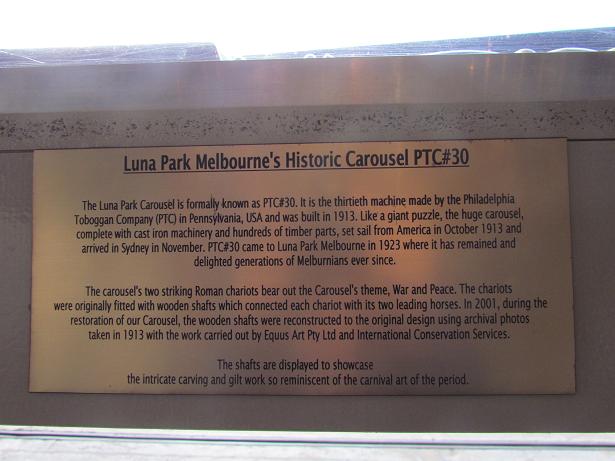 Luna Park Melbourne's Historic Carousel PTC#30
The Luna Park Carousel is formally known as PTC#30. It is the thirtieth machine made by the Philadelphia
Toboggan Company (PTC) in Pennsylvania, USA and was built in 1913. Like a giant puzzle, the huge carousel,
complete with cast iron machinery and hundreds of timber parts, set sail from America in October 1913 and
arrived in Sydney in November. PTC#30 came to Luna Park Melbourne in 1923 where it has remained and
delighted generations of Melburnians ever since.
The carousel's two striking Roman chariots bear out the Carousel's theme, War and Peace. The chariots
were originally fitted with wooden shafts which connected each chariot with its two leading horses. In 2001, during the
restoration of our Carousel, the wooden shafts were reconstructed to the original design using archival photos
taken in 1913 with the work carried out by Equus Art Pty Ltd and International Conservation Services.
The shafts are displayed to showcase
the intricate carving and gilt work so reminiscent of the carnival art of the period.